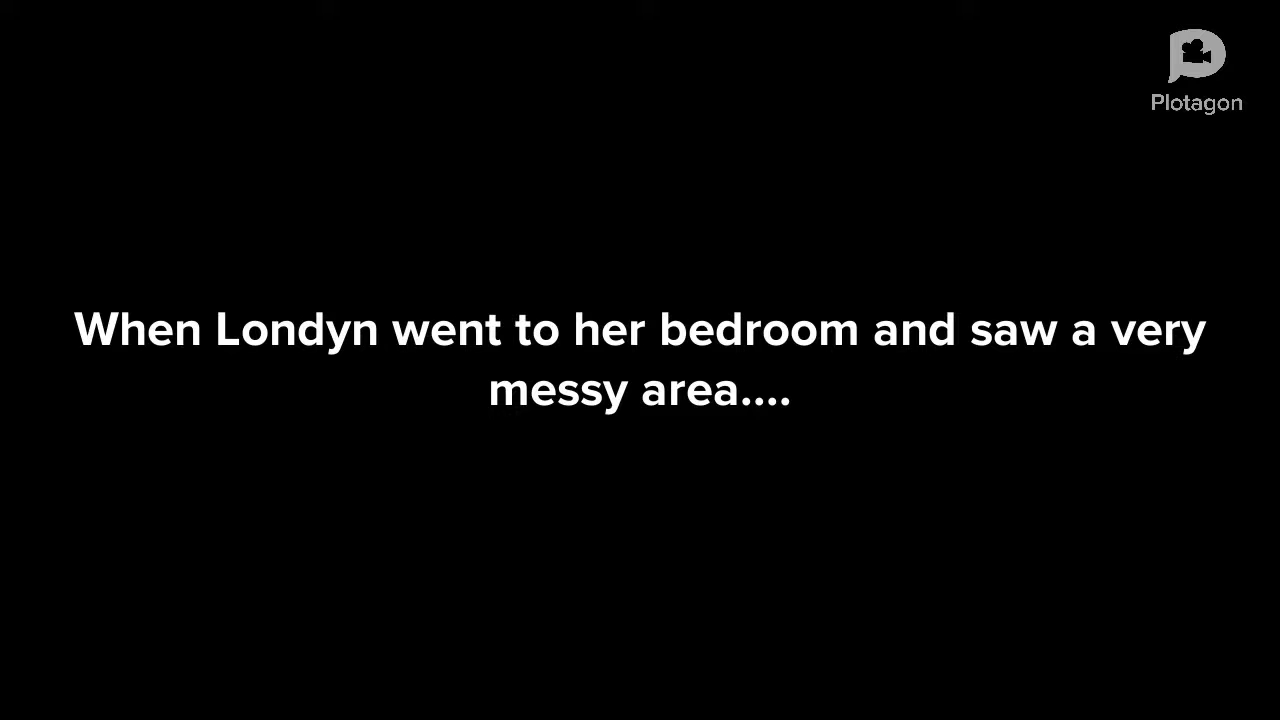 Plotagon
When Londyn went to her bedroom and saw a very
messy area....